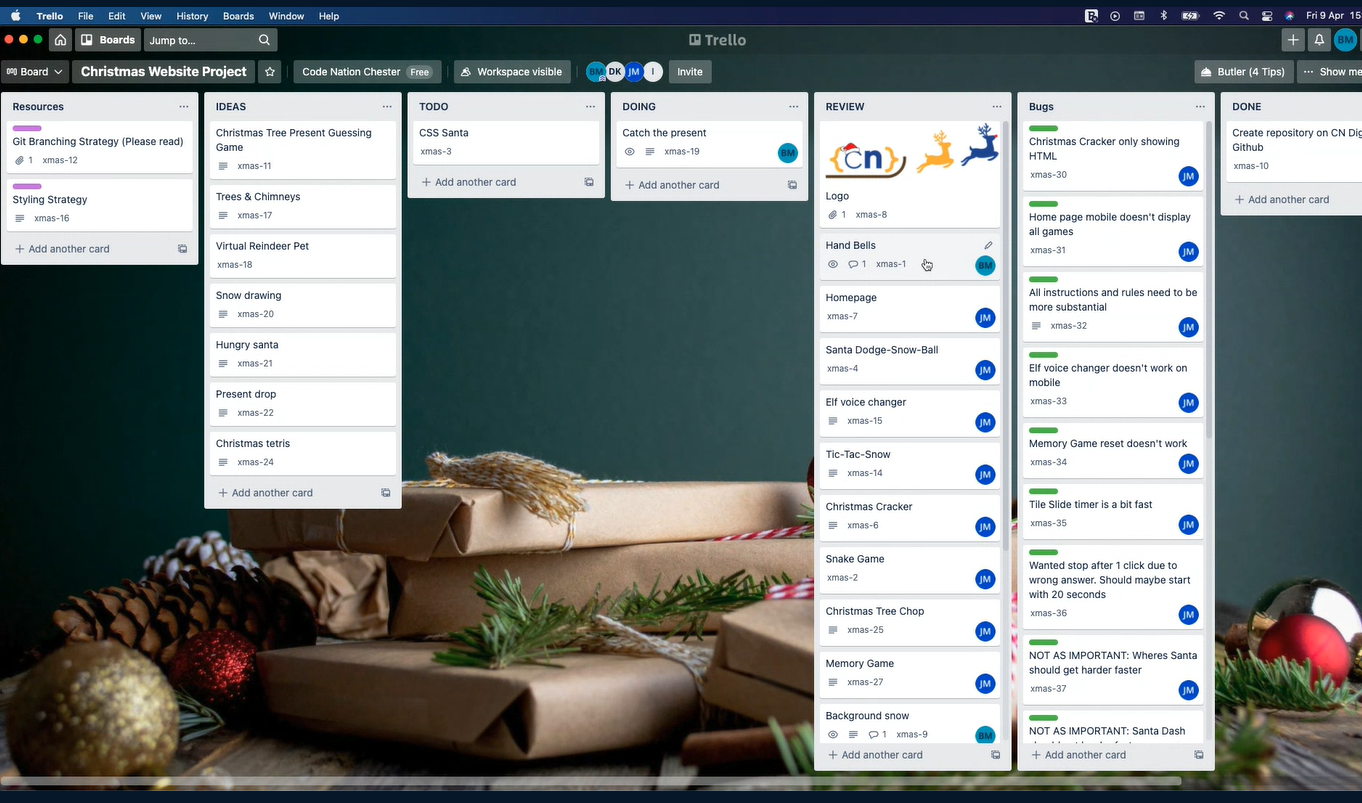 Trello File Edit View History Boards Window Help Fri 9 Apr 15
Boards Jump to... Trello BM
Board Christmas Website Project Code Nation Chester Free Workspace visible BM DK JM I Invite Butler (4 Tips) Show me
Resources
Git Branching Strategy (Please read)
1 xmas-12
Styling Strategy
xmas-16
Add another card
IDEAS
Christmas Tree Present Guessing
Game
xmas-11
Trees & Chimneys
xmas-17
Virtual Reindeer Pet
xmas-18
Snow drawing
xmas-20
Hungry santa
xmas-21
Present drop
xmas-22
Christmas tetris
xmas-24
Add another card
TODO
CSS Santa
xmas-3
Add another card
DOING
Catch the present
xmas-19 BM
Add another card
REVIEW
{cn}
Logo
1 xmas-8
Hand Bells
1 xmas-1 BM
Homepage
xmas-7 JM
Santa Dodge-Snow-Ball
xmas-4 JM
Elf voice changer
xmas-15 JM
Tic-Tac-Snow
xmas-14 JM
Christmas Cracker
xmas-6 JM
Snake Game
xmas-2 JM
Christmas Tree Chop
xmas-25 JM
Memory Game
xmas-27 JM
Background snow
1 xmas-9 BM
Add another card
Bugs
Christmas Cracker only showing
HTML
xmas-30 JM
Home page mobile doesn't display
all games
xmas-31 JM
All instructions and rules need to be
more substantial
xmas-32 JM
Elf voice changer doesn't work on
mobile
xmas-33 JM
Memory Game reset doesn't work
xmas-34 JM
Tile Slide timer is a bit fast
xmas-35 JM
Wanted stop after 1 click due to
wrong answer. Should maybe start
with 20 seconds
xmas-36 JM
NOT AS IMPORTANT: Wheres Santa
should get harder faster
xmas-37 JM
NOT AS IMPORTANT: Santa Dash
Add another card
DONE
Create repository on CN Dig
Github
xmas-10
Add another card